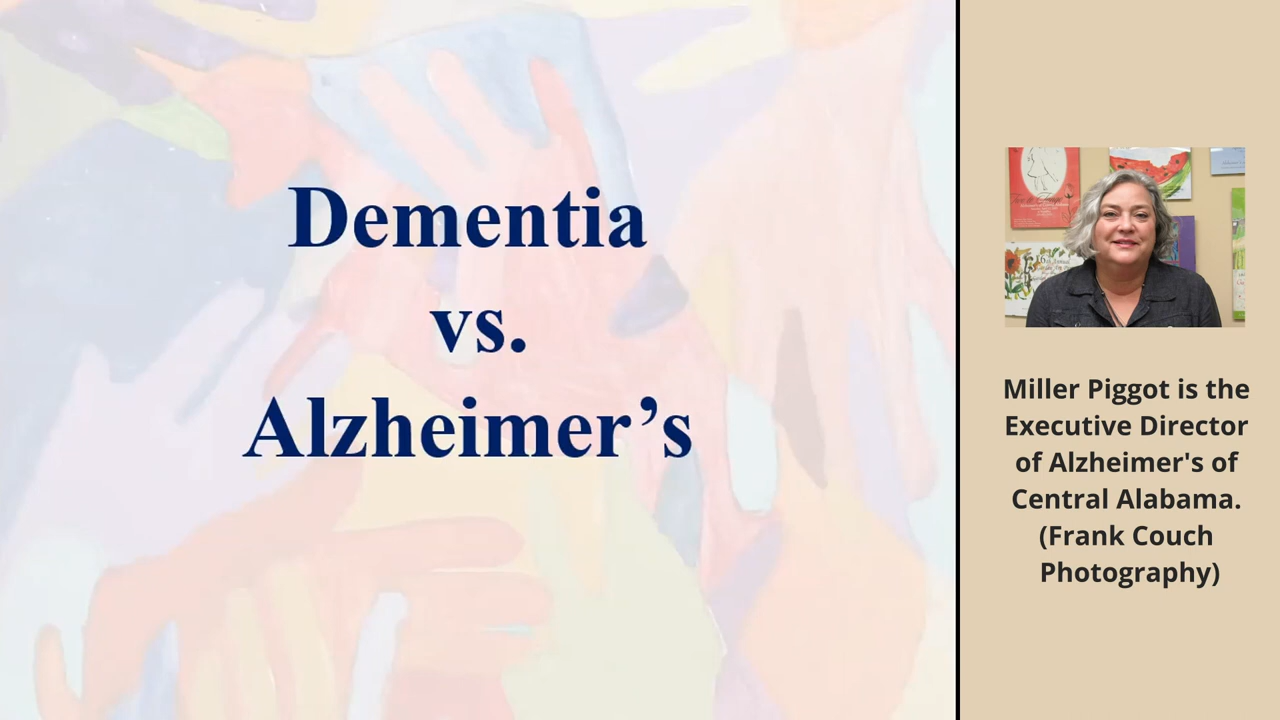 Dementia
vs.
Alzheimer’s
Miller Piggot is the
Executive Director
of Alzheimer's of
Central Alabama.
(Frank Couch
Photography)